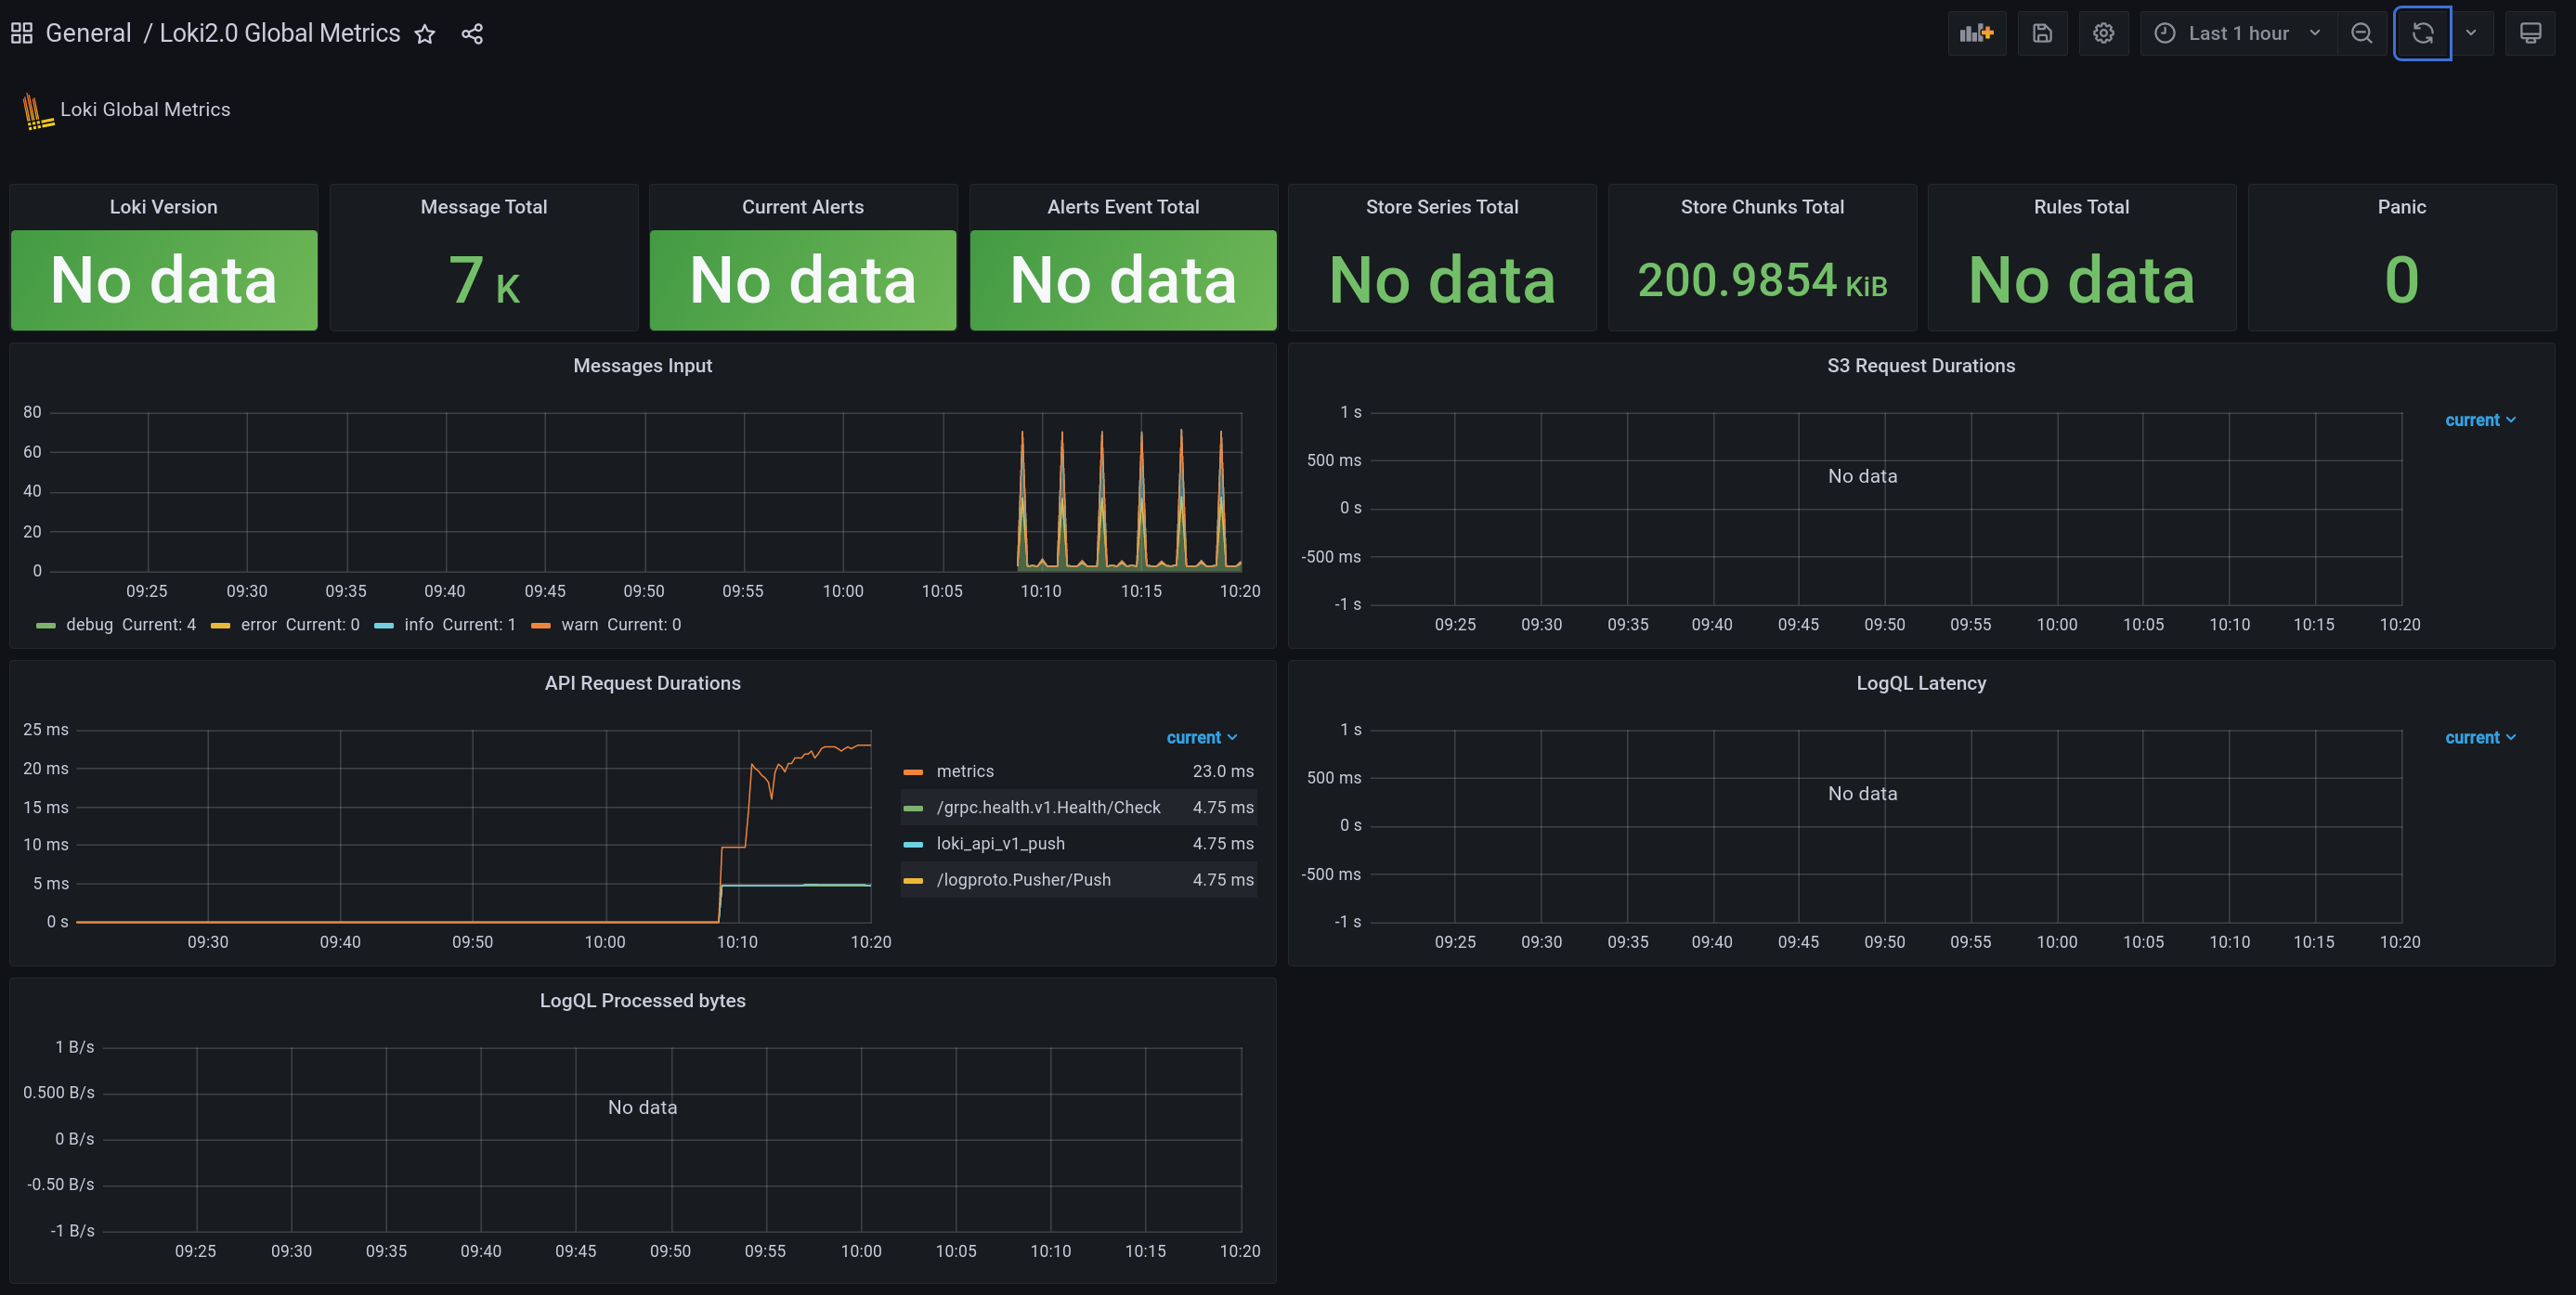 General / Loki2.0 Global Metrics
Last 1 hour
Loki Global Metrics
Loki Version
No data
Message Total
7 K
Current Alerts
No data
Alerts Event Total
No data
Store Series Total
No data
Store Chunks Total
200.9854 KiB
Rules Total
No data
Panic
0
Messages Input
80
60
40
20
0
09:25 09:30 09:35 09:40 09:45 09:50 09:55 10:00 10:05 10:10 10:15 10:20
debug Current: 4 error Current: 0 info Current: 1 warn Current: 0
S3 Request Durations
1 s
500 ms
0 s
-500 ms
-1 s
No data
current
09:25 09:30 09:35 09:40 09:45 09:50 09:55 10:00 10:05 10:10 10:15 10:20
API Request Durations
25 ms
20 ms
15 ms
10 ms
5 ms
0 s
09:30 09:40 09:50 10:00 10:10 10:20
current
metrics 23.0 ms
/grpc.health.v1.Health/Check 4.75 ms
loki_api_v1_push 4.75 ms
/logproto.Pusher/Push 4.75 ms
LogQL Latency
1 s
500 ms
0 s
-500 ms
-1 s
No data
current
09:25 09:30 09:35 09:40 09:45 09:50 09:55 10:00 10:05 10:10 10:15 10:20
LogQL Processed bytes
1 B/s
0.500 B/s
0 B/s
-0.50 B/s
-1 B/s
No data
09:25 09:30 09:35 09:40 09:45 09:50 09:55 10:00 10:05 10:10 10:15 10:20